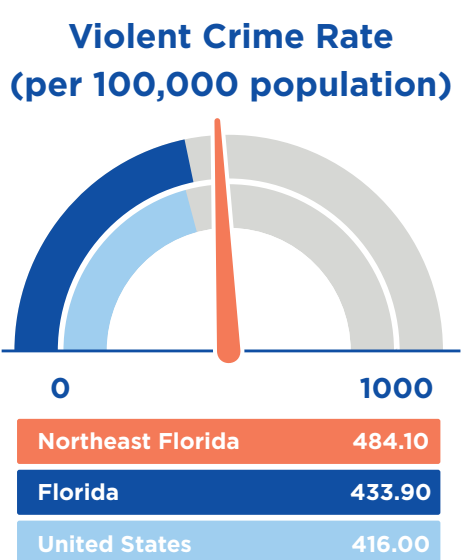 Violent Crime Rate
(per 100,000 population)
0 1000
Northeast Florida 484.10
Florida 433.90
United States 416.00